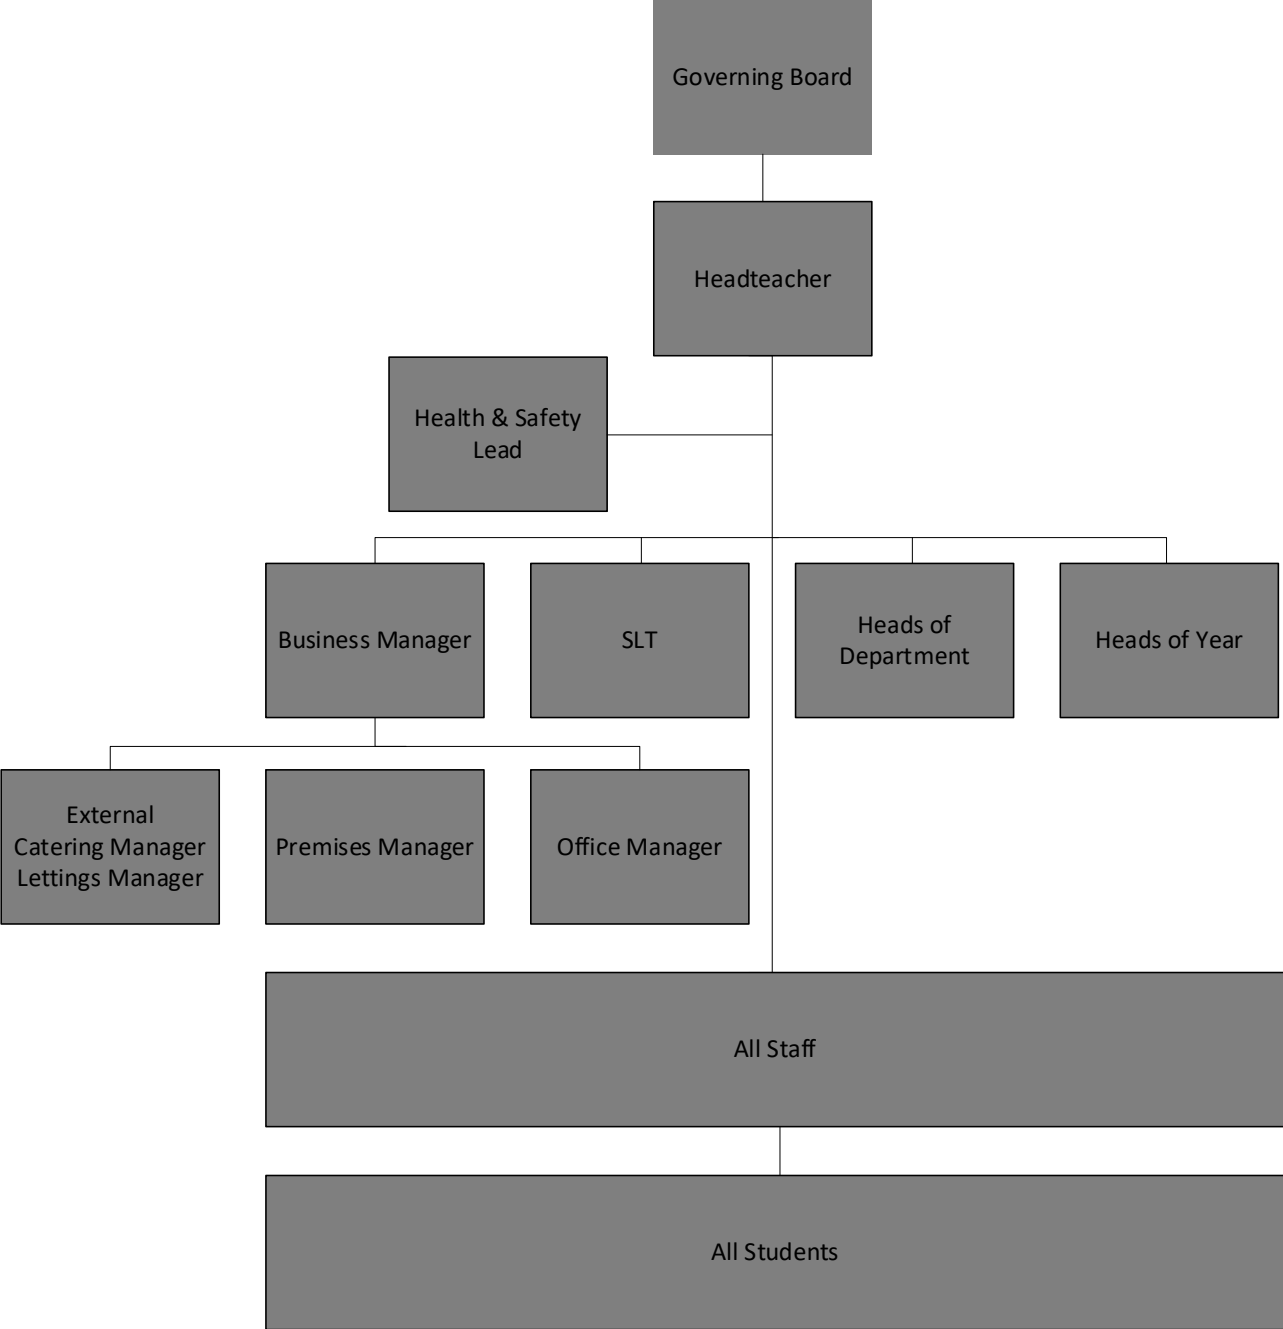 Governing Board
Headteacher
Health & Safety
Lead
Business Manager
SLT
Heads of
Department
Heads of Year
External
Catering Manager
Lettings Manager
Premises Manager
Office Manager
All Staff
All Students